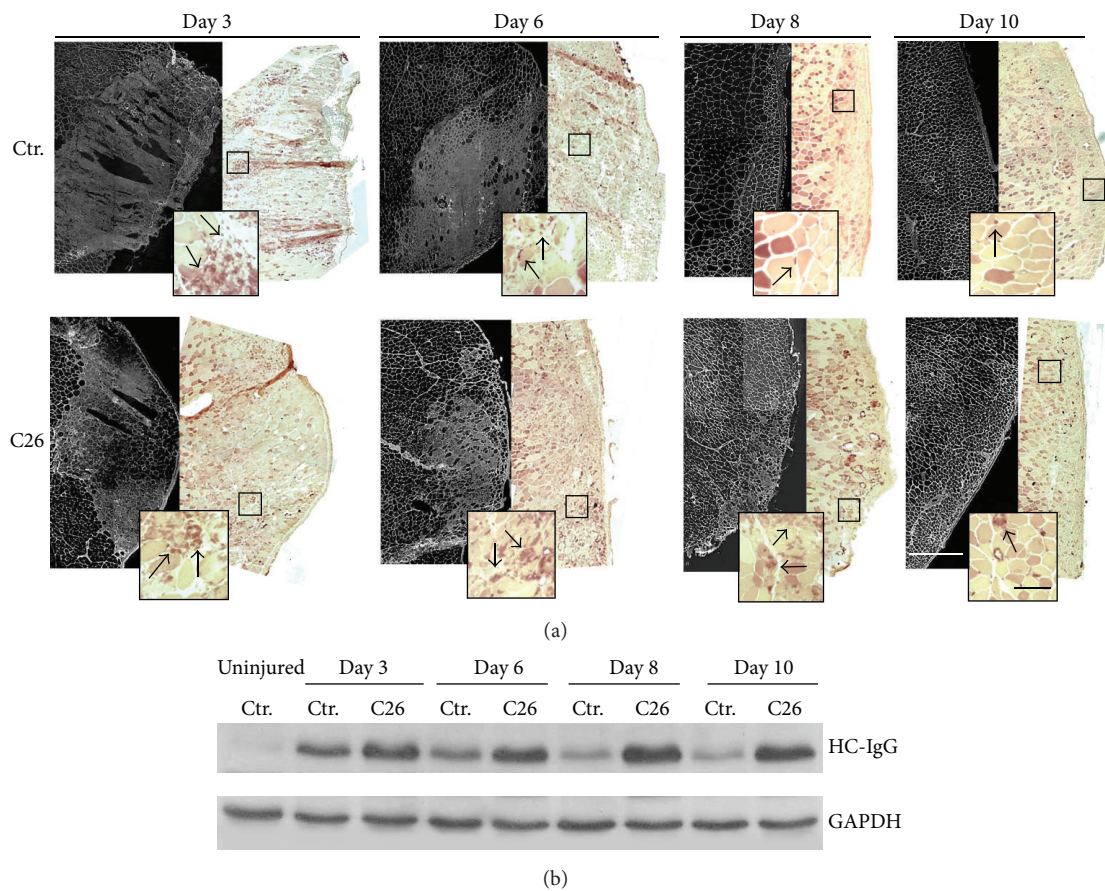 Day 3 Day 6 Day 8 Day 10
Ctr.
C26
(a)
Uninjured Day 3 Day 6 Day 8 Day 10
Ctr. Ctr. C26 Ctr. C26 Ctr. C26 Ctr. C26
HC-IgG
GAPDH
(b)